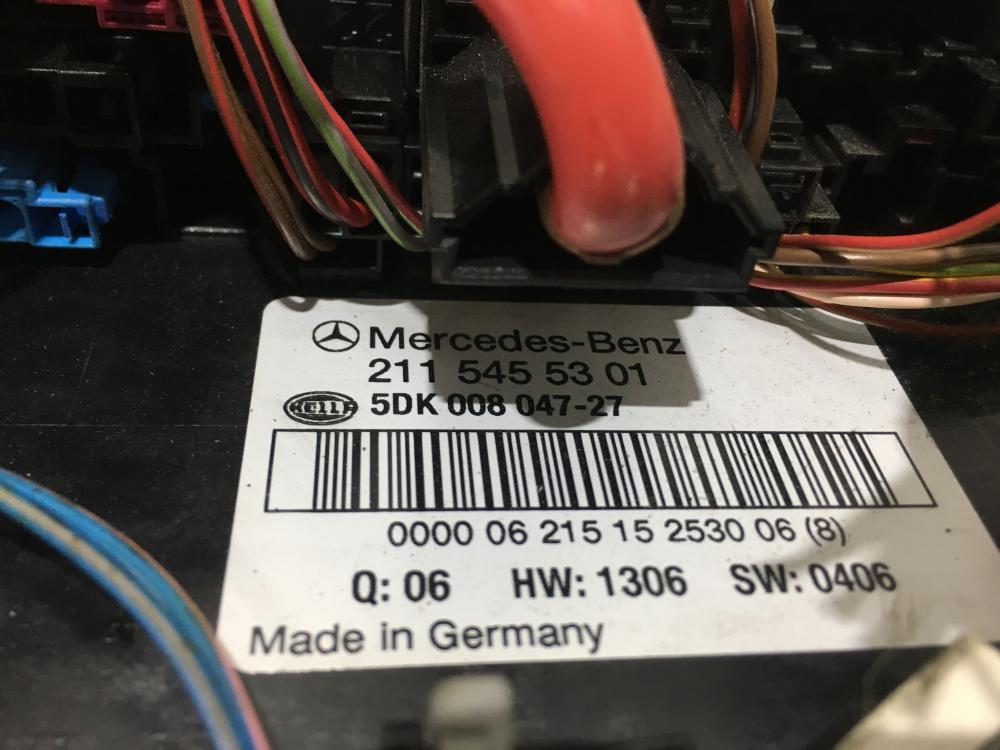 Mercedes-Benz
211 545 53 01
HELLA 5DK 008 047-27
0000 06 215 15 2530 06 (8)
Q: 06 HW: 1306 SW: 0406
Made in Germany